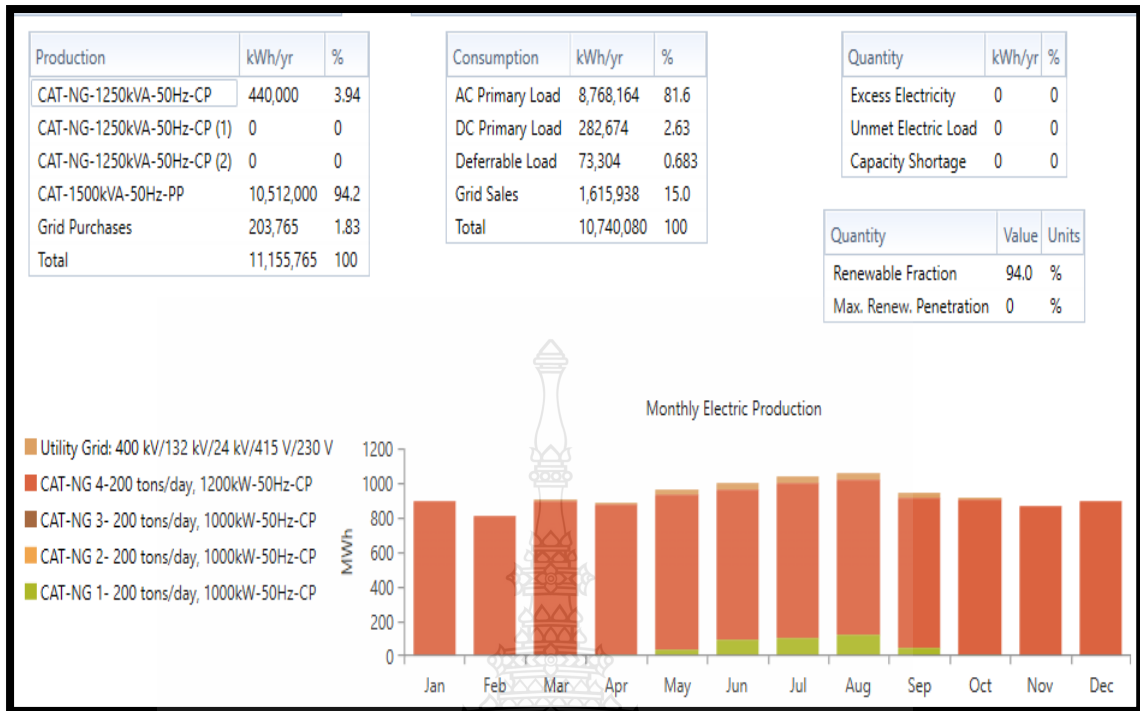 Production kWh/yr %
CAT-NG-1250kVA-50Hz-CP 440,000 3.94
CAT-NG-1250kVA-50Hz-CP (1) 0 0
CAT-NG-1250kVA-50Hz-CP (2) 0 0
CAT-1500kVA-50Hz-PP 10,512,000 94.2
Grid Purchases 203,765 1.83
Total 11,155,765 100
Consumption kWh/yr %
AC Primary Load 8,768,164 81.6
DC Primary Load 282,674 2.63
Deferrable Load 73,304 0.683
Grid Sales 1,615,938 15.0
Total 10,740,080 100
Quantity kWh/yr %
Excess Electricity 0 0
Unmet Electric Load 0 0
Capacity Shortage 0 0
Quantity Value Units
Renewable Fraction 94.0 %
Max. Renew. Penetration 0 %
Monthly Electric Production
Utility Grid: 400 kV/132 kV/24 kV/415 V/230 V
CAT-NG 4-200 tons/day, 1200kW-50Hz-CP
CAT-NG 3- 200 tons/day, 1000kW-50Hz-CP
CAT-NG 2- 200 tons/day, 1000kW-50Hz-CP
CAT-NG 1- 200 tons/day, 1000kW-50Hz-CP
MWh
1200
1000
800
600
400
200
0
Jan Feb Mar Apr May Jun Jul Aug Sep Oct Nov Dec